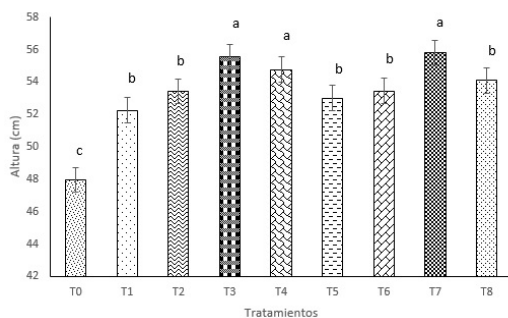 58
56
54
52
50
48
46
44
42
Altura (cm)
c
b
b
a
a
b
b
a
b
T0 T1 T2 T3 T4 T5 T6 T7 T8
Tratamientos